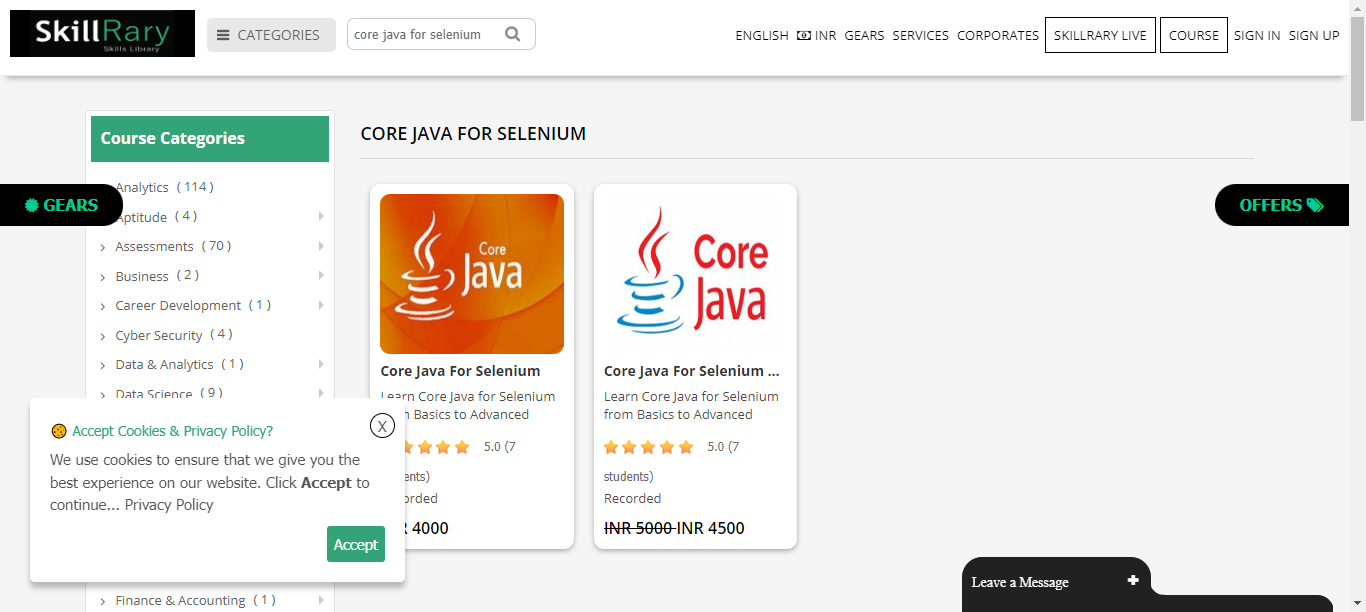 SkillRary
Skills Library
CATEGORIES
core java for selenium
ENGLISH INR GEARS SERVICES CORPORATES SKILLRARY LIVE COURSE SIGN IN SIGN UP
Course Categories
CORE JAVA FOR SELENIUM
Analytics ( 114 )
GEARS
OFFERS
Aptitude ( 4 )
Assessments ( 70 )
Business ( 2 )
Career Development ( 1 )
Cyber Security ( 4 )
Data & Analytics ( 1 )
Data Science ( 9 )
Core
Java
Core Java For Selenium
Learn Core Java for Selenium
from Basics to Advanced
5.0 (7
students)
Recorded
INR 4000
Core
Java
Core Java For Selenium ...
Learn Core Java for Selenium
from Basics to Advanced
5.0 (7
students)
Recorded
INR 5000 INR 4500
Accept Cookies & Privacy Policy?
X
We use cookies to ensure that we give you the
best experience on our website. Click Accept to
continue... Privacy Policy
Accept
Finance & Accounting ( 1 )
Leave a Message